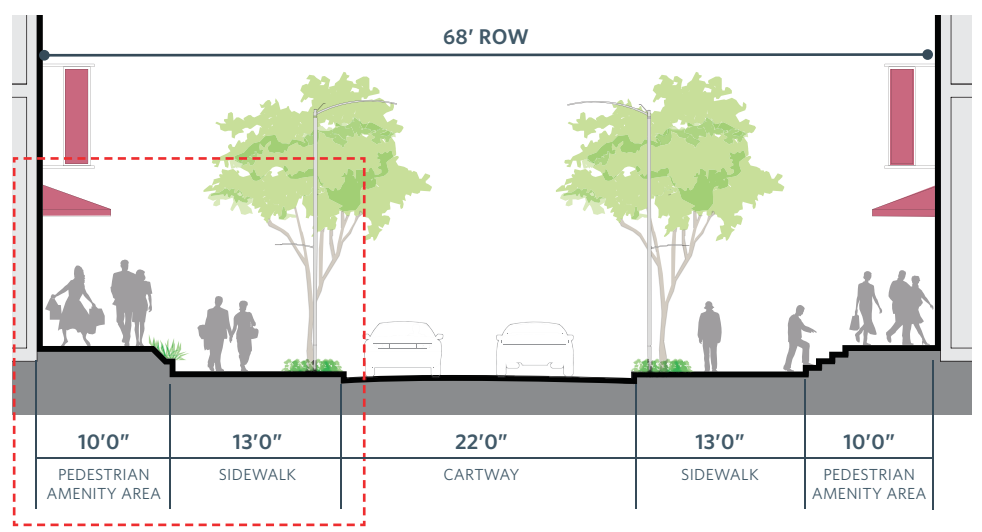 68’ ROW
10’0”
13’0”
22’0”
13’0”
10’0”
PEDESTRIAN
AMENITY AREA
SIDEWALK
CARTWAY
SIDEWALK
PEDESTRIAN
AMENITY AREA